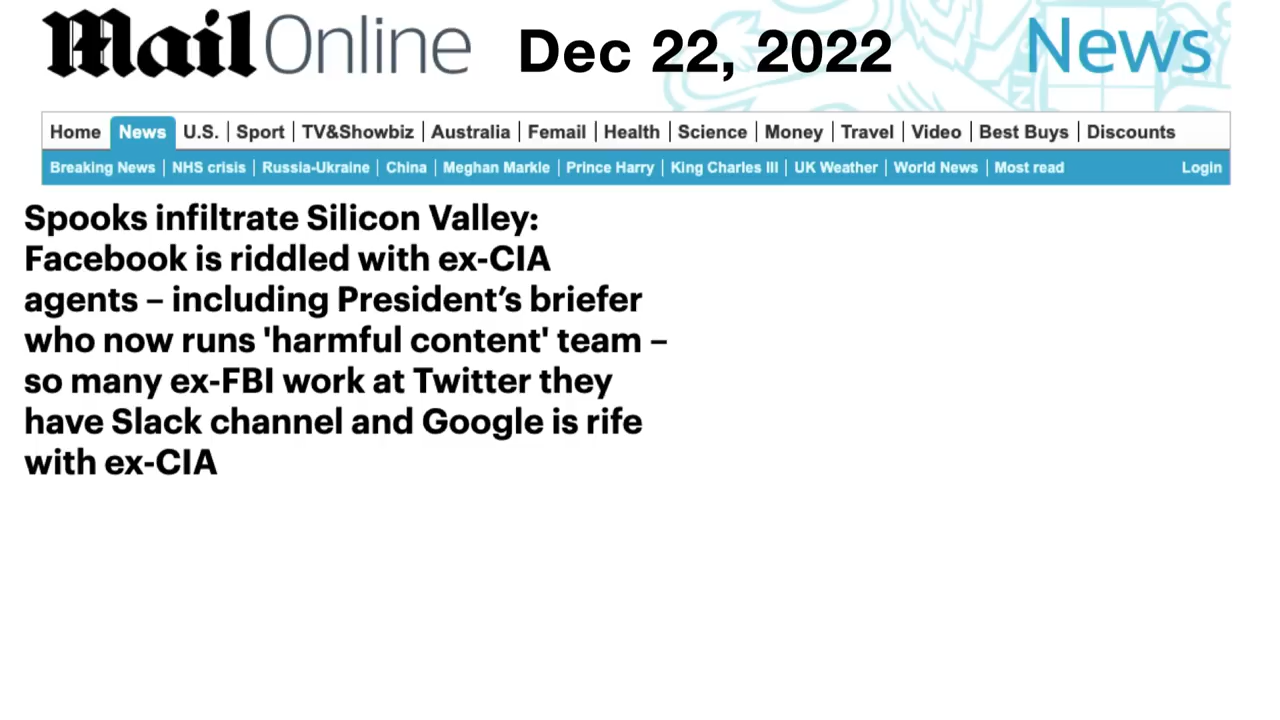 Mail Online Dec 22, 2022 News
Home News U.S. Sport TV&Showbiz Australia Femail Health Science Money Travel Video Best Buys Discounts
Breaking News NHS crisis Russia-Ukraine China Meghan Markle Prince Harry King Charles III UK Weather World News Most read Login
Spooks infiltrate Silicon Valley:
Facebook is riddled with ex-CIA
agents – including President’s briefer
who now runs 'harmful content' team –
so many ex-FBI work at Twitter they
have Slack channel and Google is rife
with ex-CIA